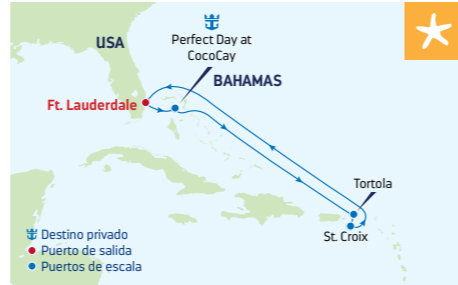 USA
Perfect Day at
CocoCay
BAHAMAS
Ft. Lauderdale
Tortola
St. Croix
Destino privado
Puerto de salida
Puertos de escala